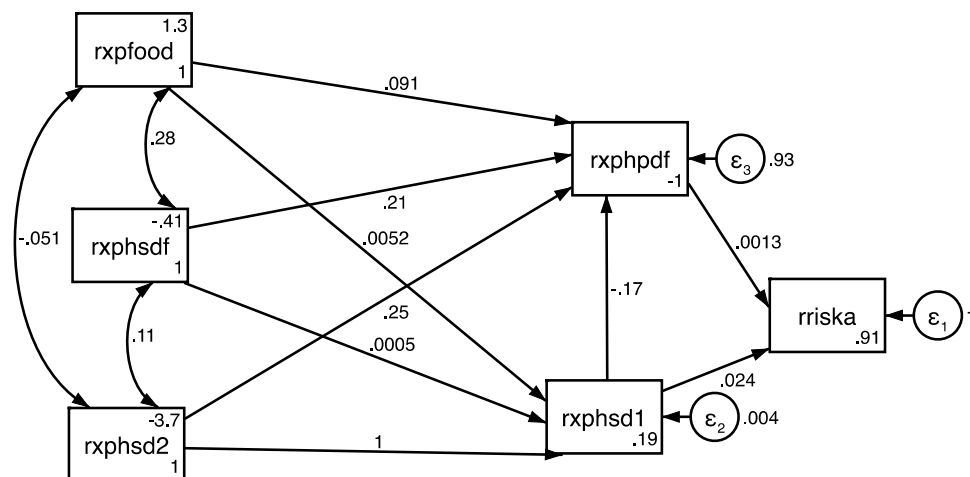 1.3
rxpfood
1
.091
.28
rxphpdf
-1
ε3
.93
-.41
rxphsdf
1
.21
.0052
-.051
.0013
-.17
rriska
.91
ε1
.25
.11
.0005
.024
-3.7
rxphsd2
1
1
rxphsd1
.19
ε2
.004